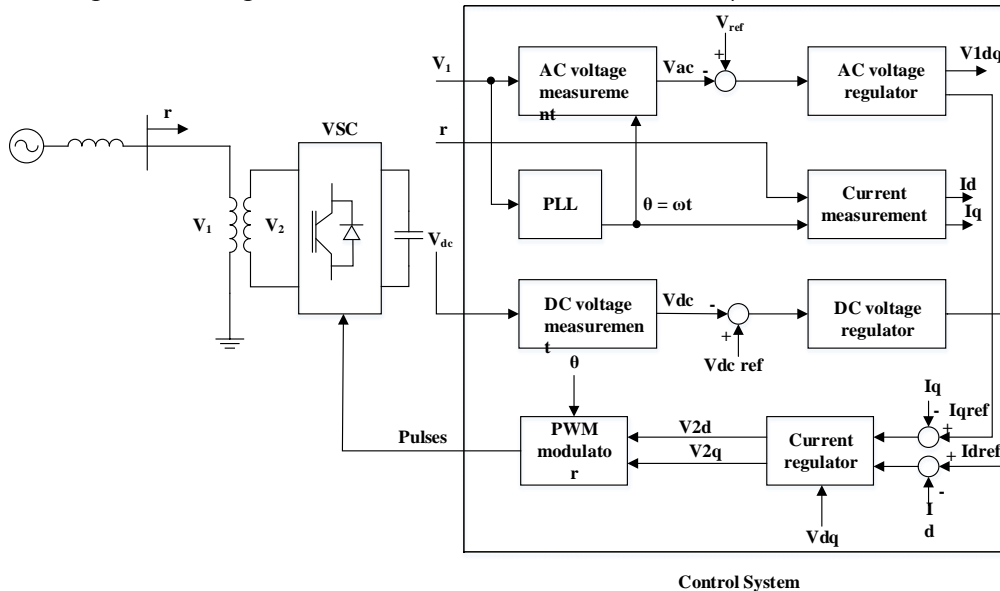 V1
r
VSC
V1
V2
Vdc
Pulses
V1
r
AC voltage
measureme
nt
Vac
-
+
Vref
AC voltage
regulator
V1dq
PLL
θ = ωt
Current
measurement
Id
Iq
DC voltage
measuremen
t
Vdc
-
+
Vdc ref
DC voltage
regulator
θ
PWM
modulato
r
V2d
V2q
Current
regulator
Vdq
Iq
-
+
Iqref
+
Idref
-
I
d
Control System